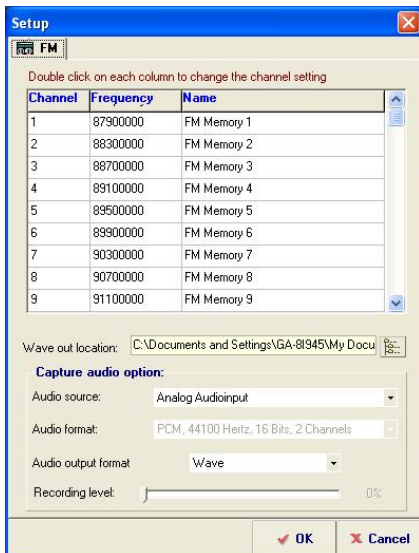 Setup
FM
Double click on each column to change the channel setting
Channel Frequency Name
1 87900000 FM Memory 1
2 88300000 FM Memory 2
3 88700000 FM Memory 3
4 89100000 FM Memory 4
5 89500000 FM Memory 5
6 89900000 FM Memory 6
7 90300000 FM Memory 7
8 90700000 FM Memory 8
9 91100000 FM Memory 9
Wave out location: C:\Documents and Settings\GA-8I945\My Docu
Capture audio option:
Audio source: Analog Audioinput
Audio format: PCM, 44100 Hertz, 16 Bits, 2 Channels
Audio output format Wave
Recording level: 0%
OK Cancel